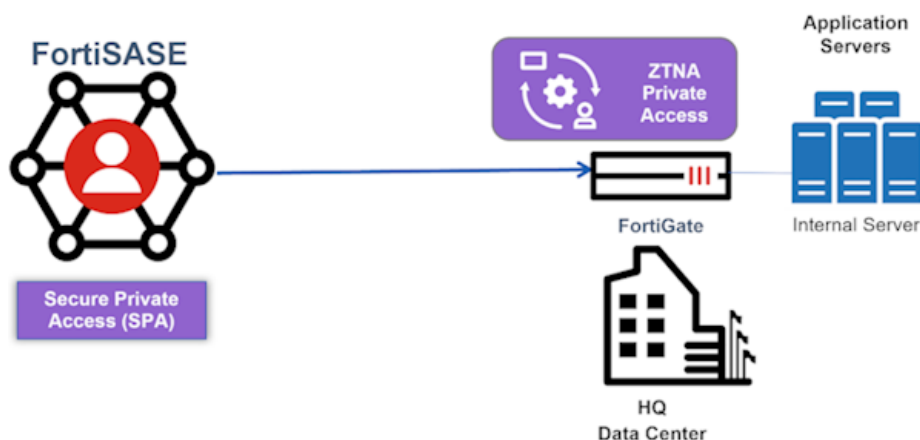 FortiSASE
Secure Private
Access (SPA)
ZTNA
Private
Access
FortiGate
Application
Servers
Internal Server
HQ
Data Center